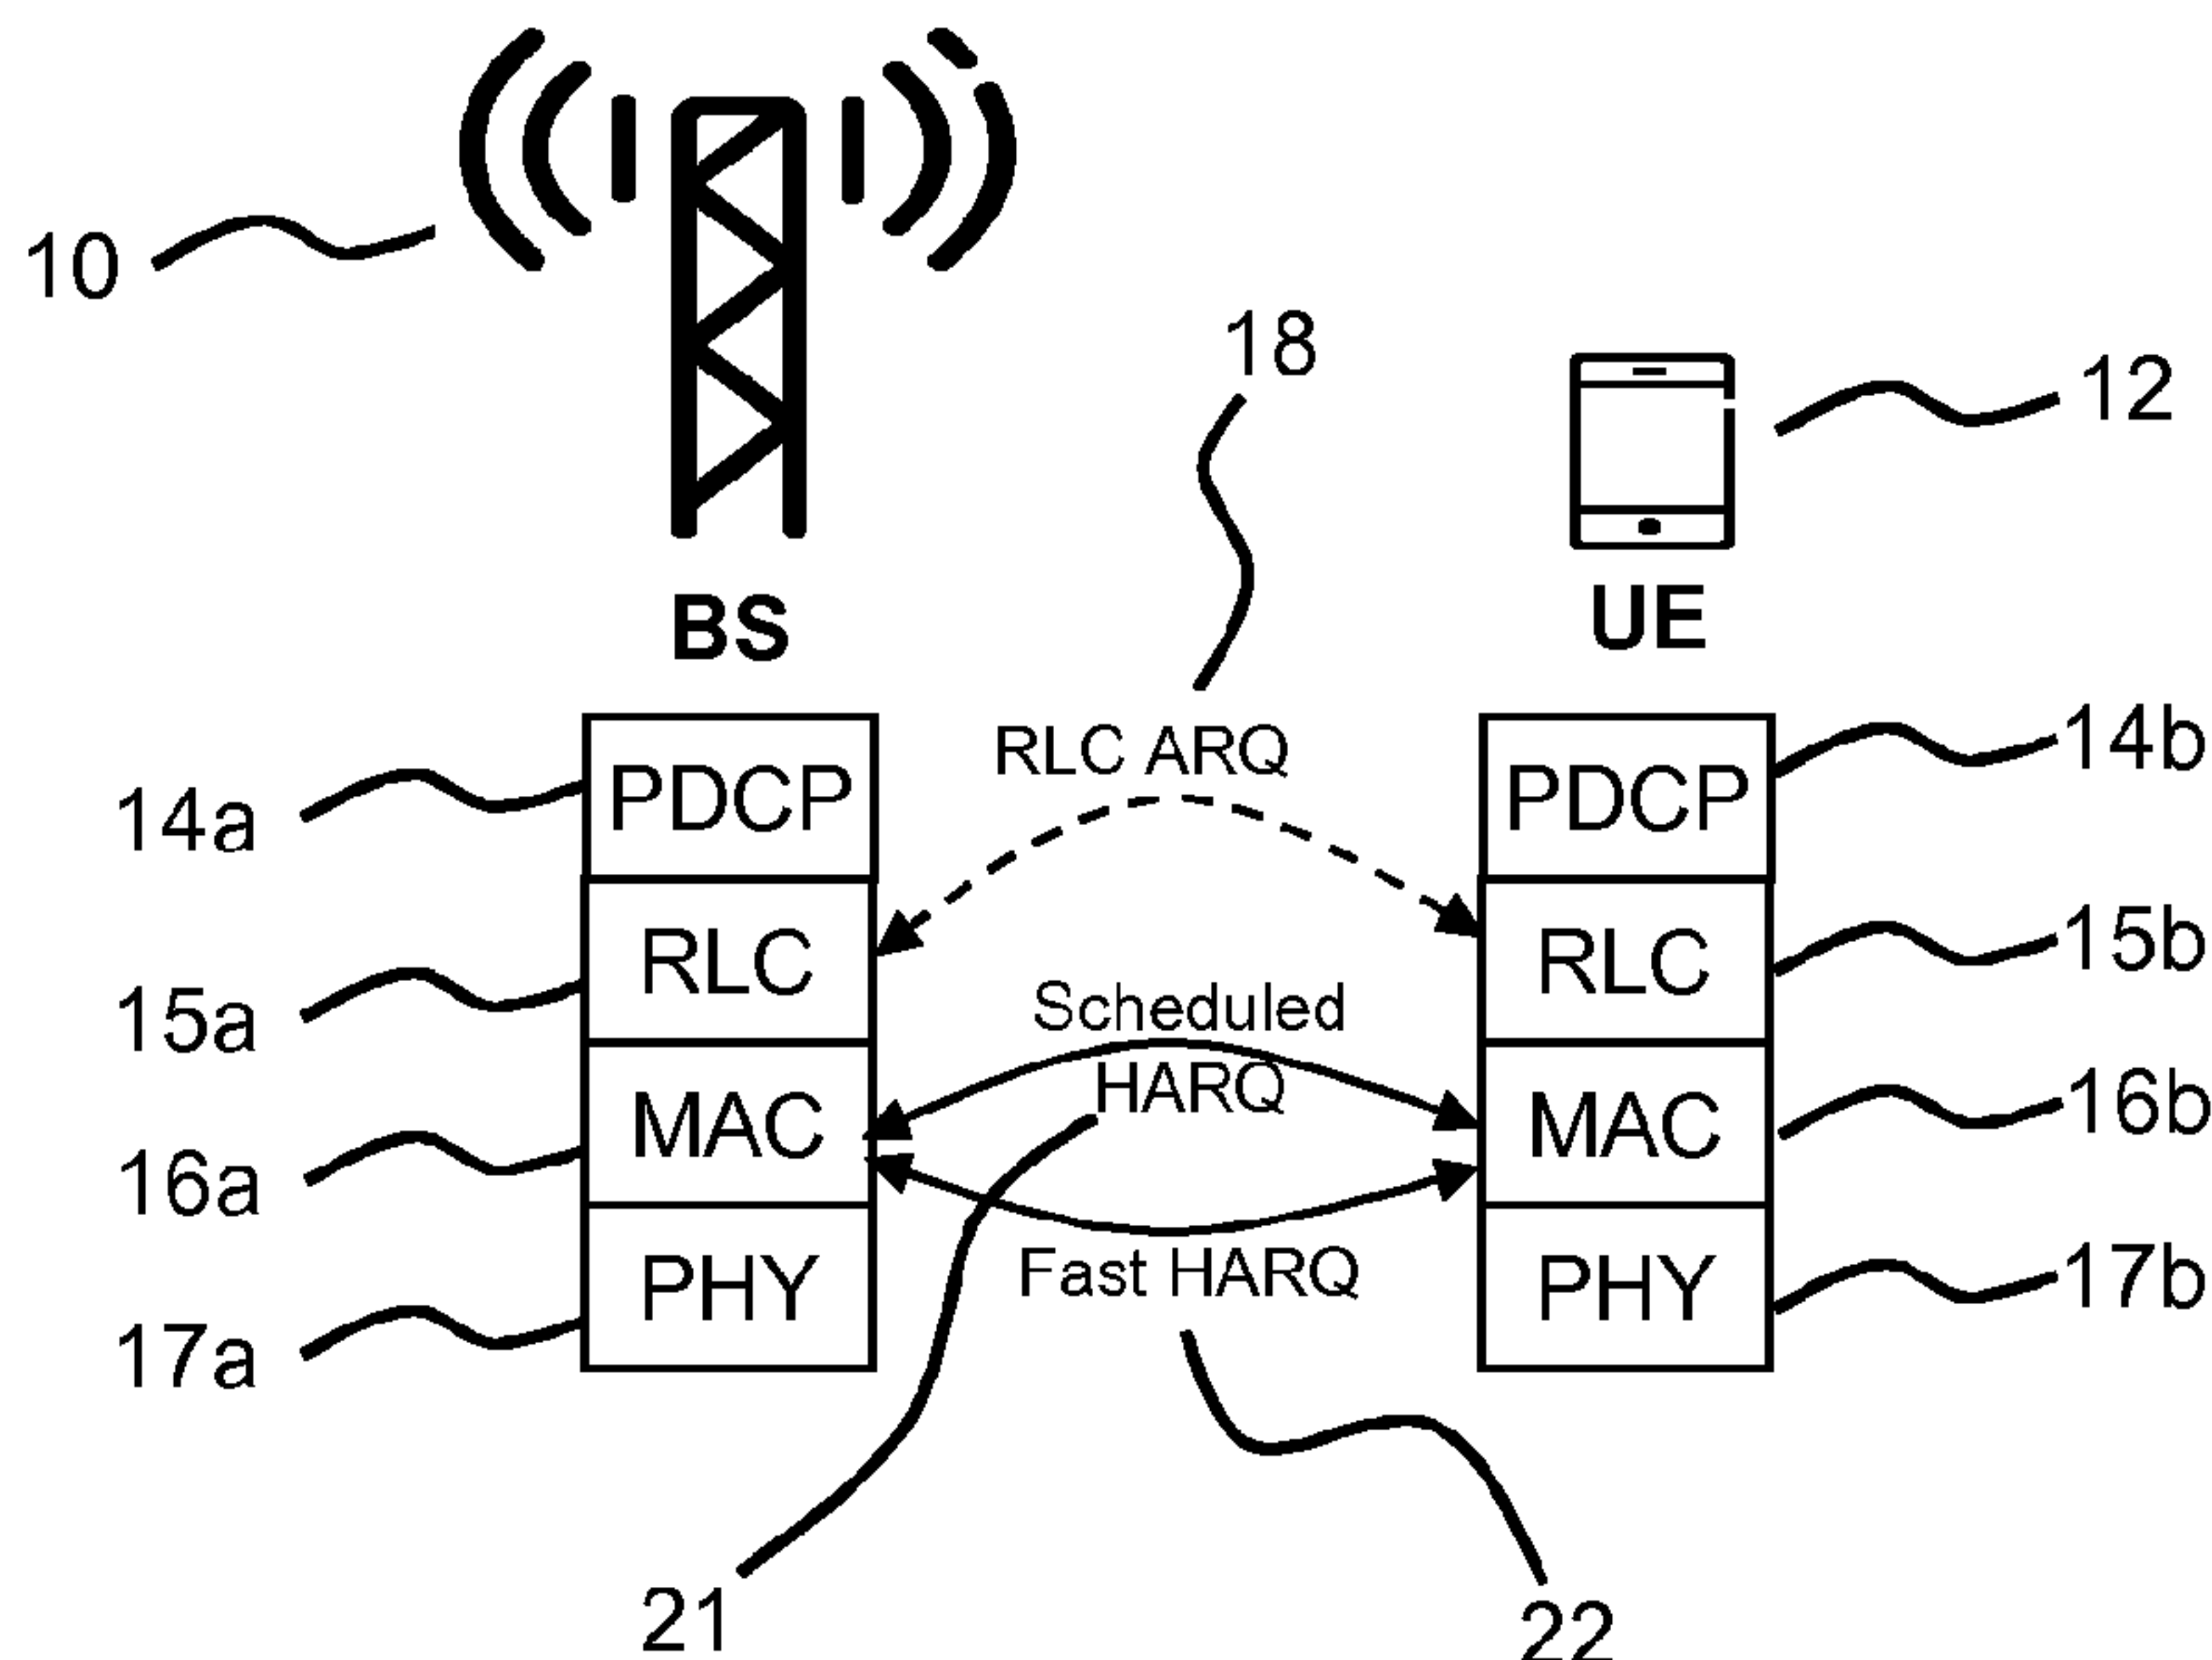 10
18
12
BS
UE
14a
PDCP
RLC ARQ
PDCP
14b
15a
RLC
RLC
15b
Scheduled
HARQ
16a
MAC
MAC
16b
Fast HARQ
17a
PHY
PHY
17b
21
22